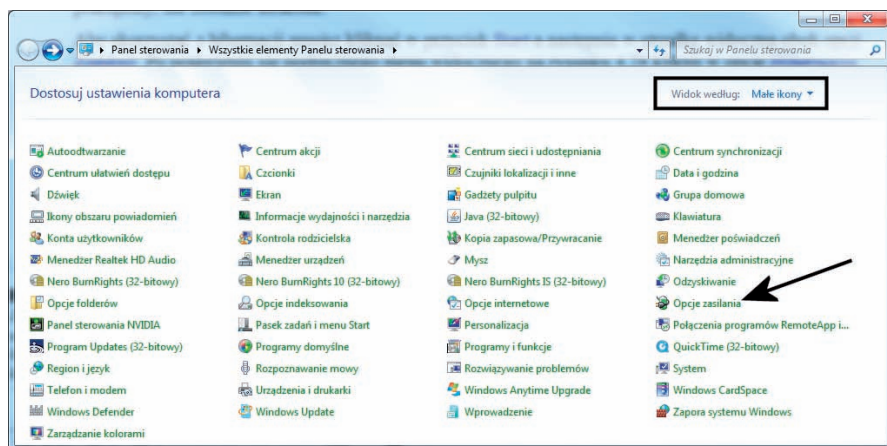 Panel sterowania ▸ Wszystkie elementy Panelu sterowania ▸ Szukaj w Panelu sterowania
Dostosuj ustawienia komputera Widok według: Małe ikony
Autoodtwarzanie Centrum akcji Centrum sieci i udostępniania Centrum synchronizacji
Centrum ułatwień dostępu Czcionki Czujniki lokalizacji i inne Data i godzina
Dźwięk Ekran Gadżety pulpitu Grupa domowa
Ikony obszaru powiadomień Informacje wydajności i narzędzia Java (32-bitowy) Klawiatura
Konta użytkowników Kontrola rodzicielska Kopia zapasowa/Przywracanie Menedżer poświadczeń
Menedżer Realtek HD Audio Menedżer urządzeń Mysz Narzędzia administracyjne
Nero BurnRights (32-bitowy) Nero BurnRights 10 (32-bitowy) Nero BurnRights IS (32-bitowy) Odzyskiwanie
Opcje folderów Opcje indeksowania Opcje internetowe Opcje zasilania
Panel sterowania NVIDIA Pasek zadań i menu Start Personalizacja Połączenia programów RemoteApp i...
Program Updates (32-bitowy) Programy domyślne Programy i funkcje QuickTime (32-bitowy)
Region i język Rozpoznawanie mowy Rozwiązywanie problemów System
Telefon i modem Urządzenia i drukarki Windows Anytime Upgrade Windows CardSpace
Windows Defender Windows Update Wprowadzenie Zapora systemu Windows
Zarządzanie kolorami